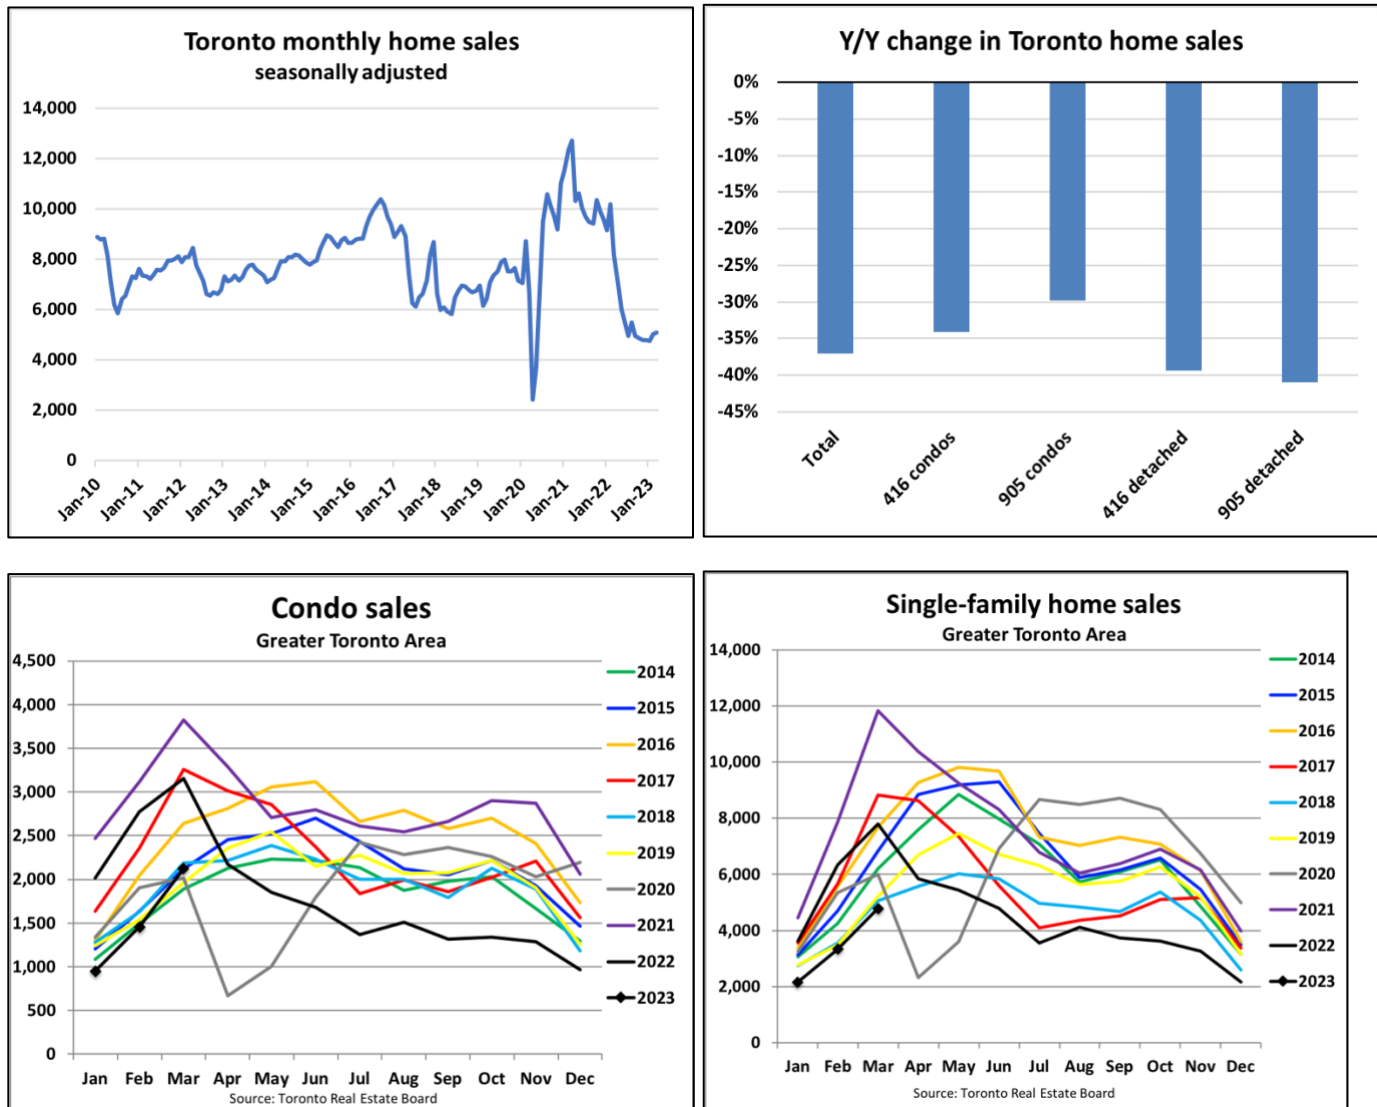 Toronto monthly home sales
seasonally adjusted
14,000
12,000
10,000
8,000
6,000
4,000
2,000
0
Jan-10
Jan-11
Jan-12
Jan-13
Jan-14
Jan-15
Jan-16
Jan-17
Jan-18
Jan-19
Jan-20
Jan-21
Jan-22
Jan-23
Y/Y change in Toronto home sales
0%
-5%
-10%
-15%
-20%
-25%
-30%
-35%
-40%
-45%
Total
416 condos
905 condos
416 detached
905 detached
Condo sales
Greater Toronto Area
4,500
4,000
3,500
3,000
2,500
2,000
1,500
1,000
500
0
Jan Feb Mar Apr May Jun Jul Aug Sep Oct Nov Dec
2014
2015
2016
2017
2018
2019
2020
2021
2022
2023
Source: Toronto Real Estate Board
Single-family home sales
Greater Toronto Area
14,000
12,000
10,000
8,000
6,000
4,000
2,000
0
Jan Feb Mar Apr May Jun Jul Aug Sep Oct Nov Dec
2014
2015
2016
2017
2018
2019
2020
2021
2022
2023
Source: Toronto Real Estate Board